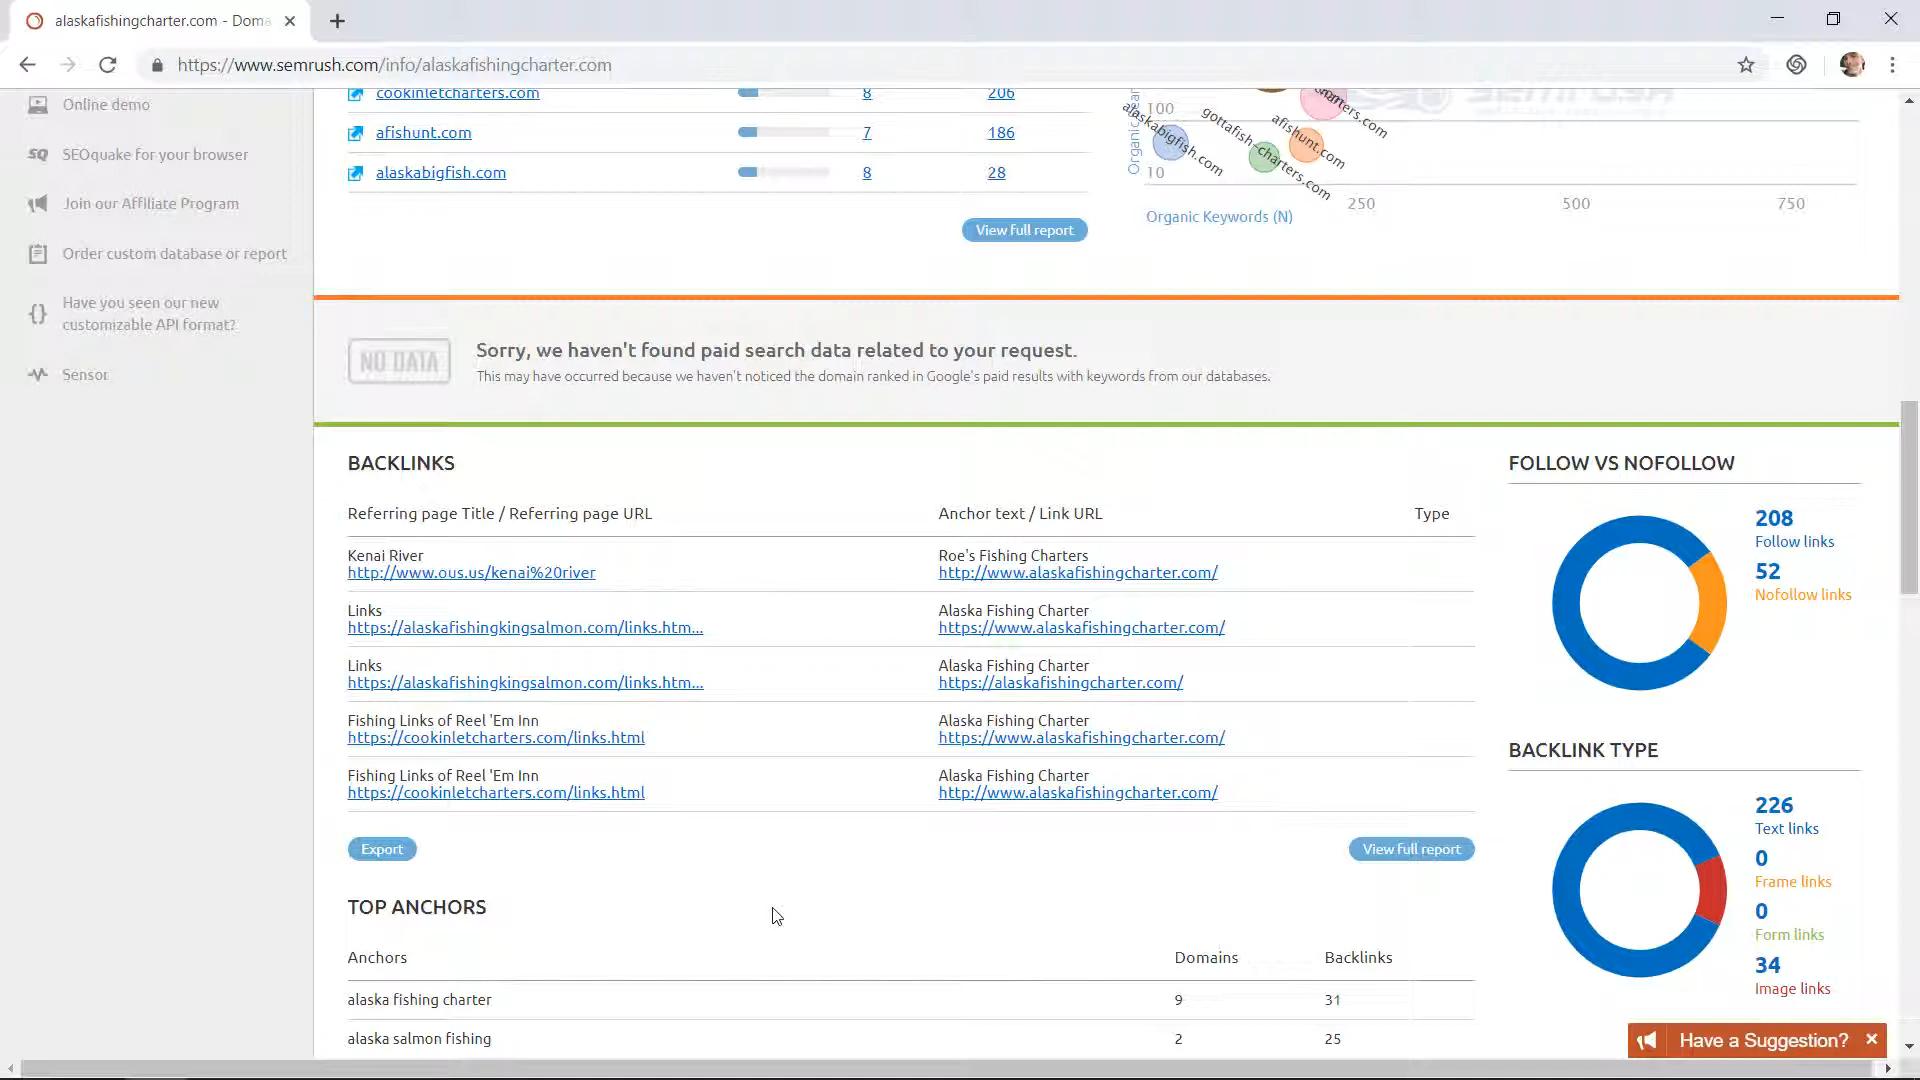 alaskafishingcharter.com - Doma
https://www.semrush.com/info/alaskafishingcharter.com
Online demo
SEOquake for your browser
Join our Affiliate Program
Order custom database or report
Have you seen our new
customizable API format?
Sensor
cookinletcharters.com 8 206
afishunt.com 7 186
alaskabigfish.com 8 28
View full report
100
10
alaskabigfish.com
gottafish-charters.com
afishunt.com
250 500 750
Organic Keywords (N)
NO DATA
Sorry, we haven't found paid search data related to your request.
This may have occurred because we haven't noticed the domain ranked in Google's paid results with keywords from our databases.
BACKLINKS
Referring page Title / Referring page URL Anchor text / Link URL Type
Kenai River Roe's Fishing Charters
http://www.ous.us/kenai%20river http://www.alaskafishingcharter.com/
Links Alaska Fishing Charter
https://alaskafishingkingsalmon.com/links.htm... https://www.alaskafishingcharter.com/
Links Alaska Fishing Charter
https://alaskafishingkingsalmon.com/links.htm... https://alaskafishingcharter.com/
Fishing Links of Reel 'Em Inn Alaska Fishing Charter
https://cookinletcharters.com/links.html https://www.alaskafishingcharter.com/
Fishing Links of Reel 'Em Inn Alaska Fishing Charter
https://cookinletcharters.com/links.html http://www.alaskafishingcharter.com/
Export
View full report
TOP ANCHORS
Anchors Domains Backlinks
alaska fishing charter 9 31
alaska salmon fishing 2 25
FOLLOW VS NOFOLLOW
208
Follow links
52
Nofollow links
BACKLINK TYPE
226
Text links
0
Frame links
0
Form links
34
Image links
Have a Suggestion?